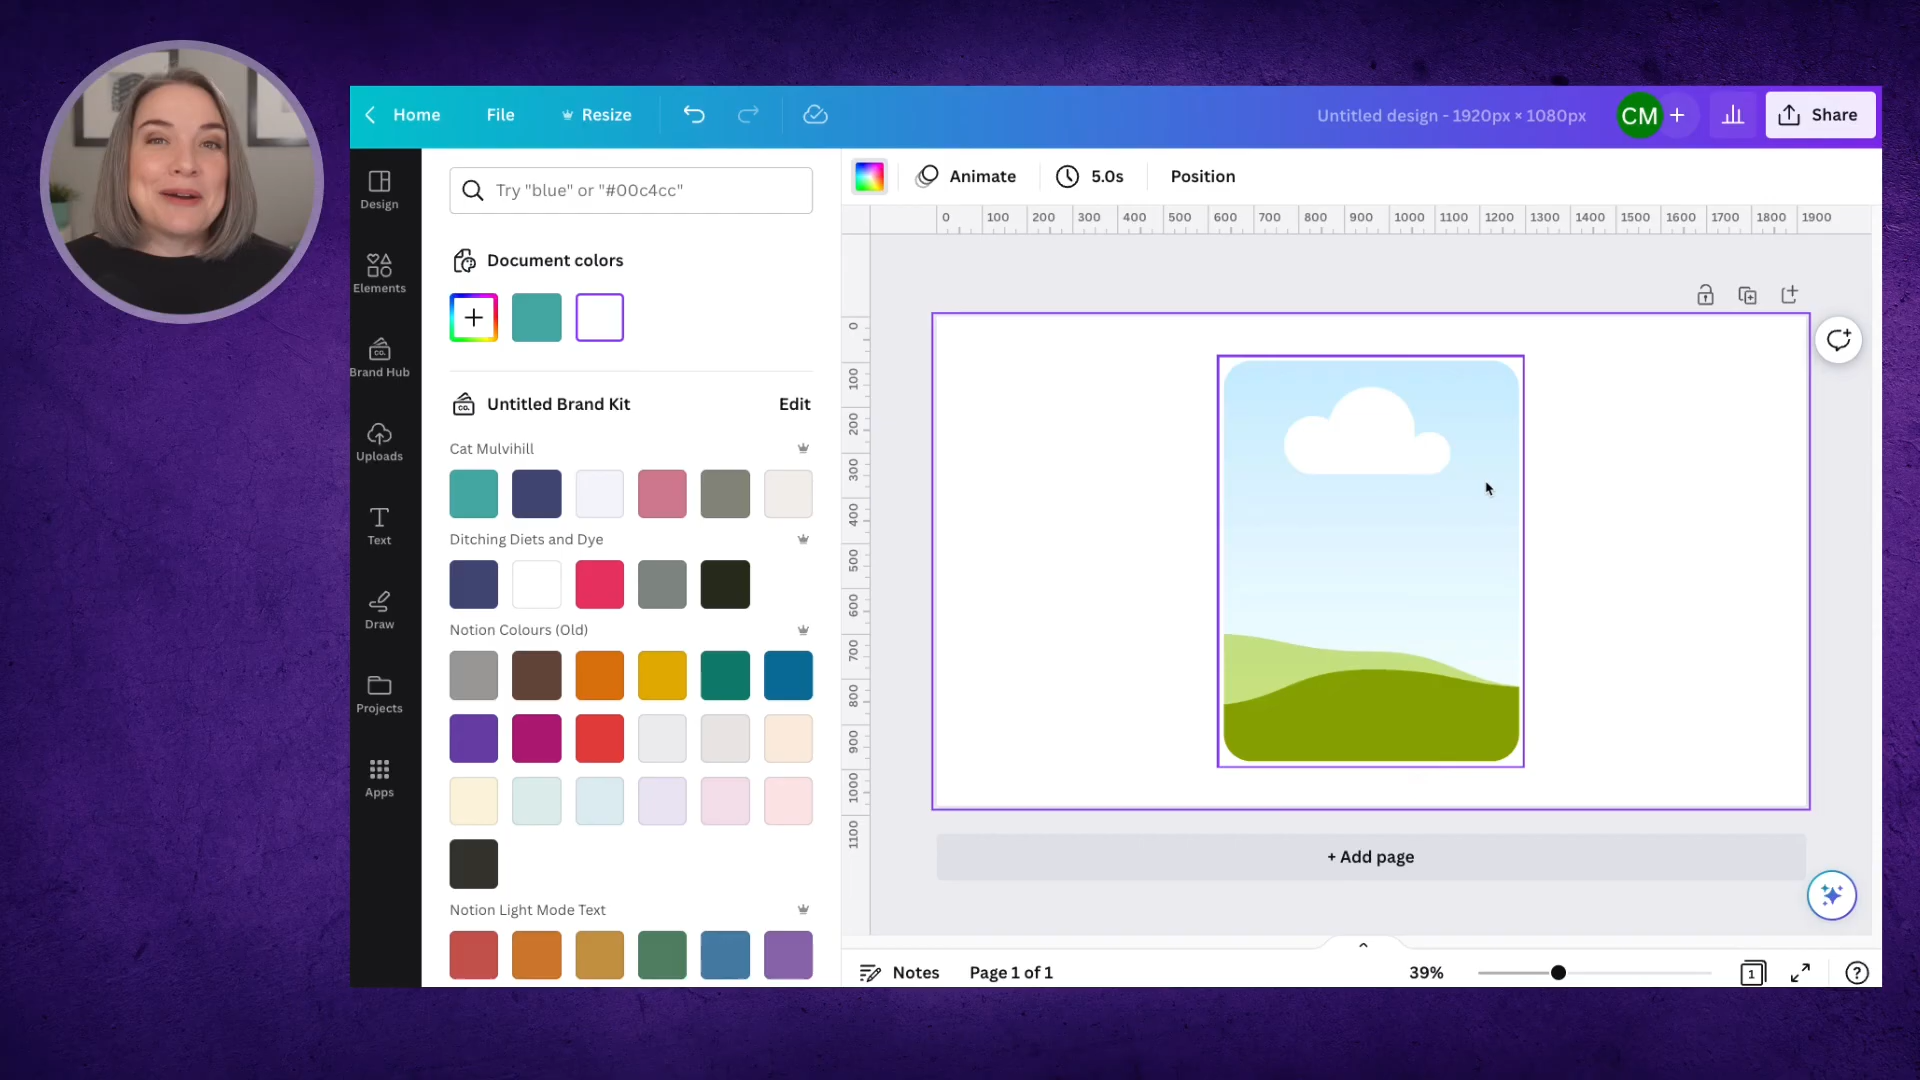 Home File Resize Untitled design - 1920px × 1080px CM + Share
Design
Elements
CO.
Brand Hub
Uploads
Text
Draw
Projects
Apps
Try "blue" or "#00c4cc"
Document colors
CO. Untitled Brand Kit Edit
Cat Mulvihill
Ditching Diets and Dye
Notion Colours (Old)
Notion Light Mode Text
Animate 5.0s Position
0 100 200 300 400 500 600 700 800 900 1000 1100 1200 1300 1400 1500 1600 1700 1800 1900
0
100
200
300
400
500
600
700
800
900
1000
1100
+ Add page
Notes Page 1 of 1 39% 1 ?